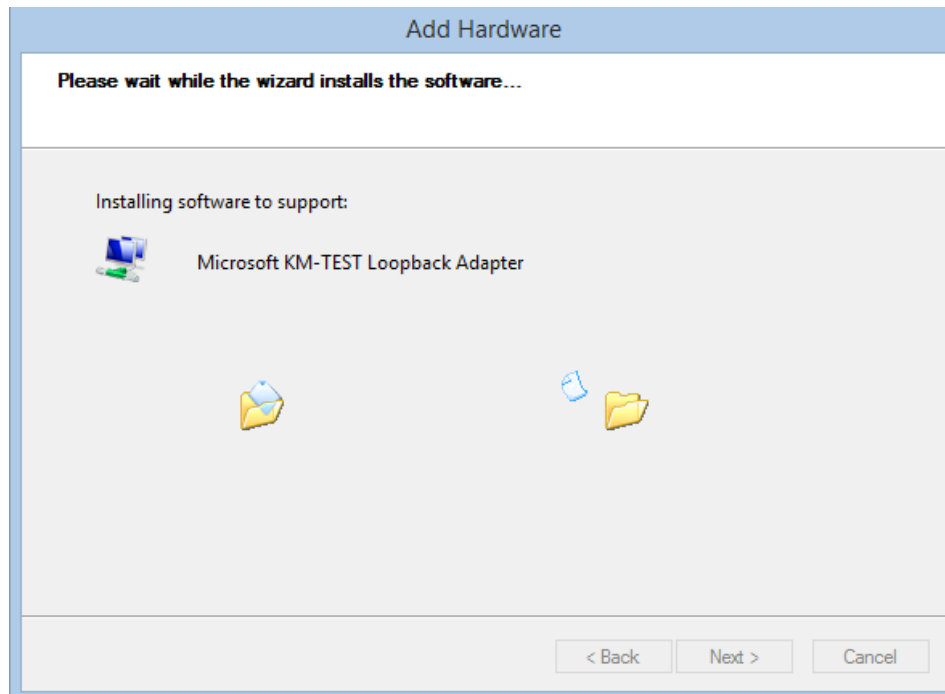 Add Hardware
Please wait while the wizard installs the software...
Installing software to support:
Microsoft KM-TEST Loopback Adapter
< Back
Next >
Cancel